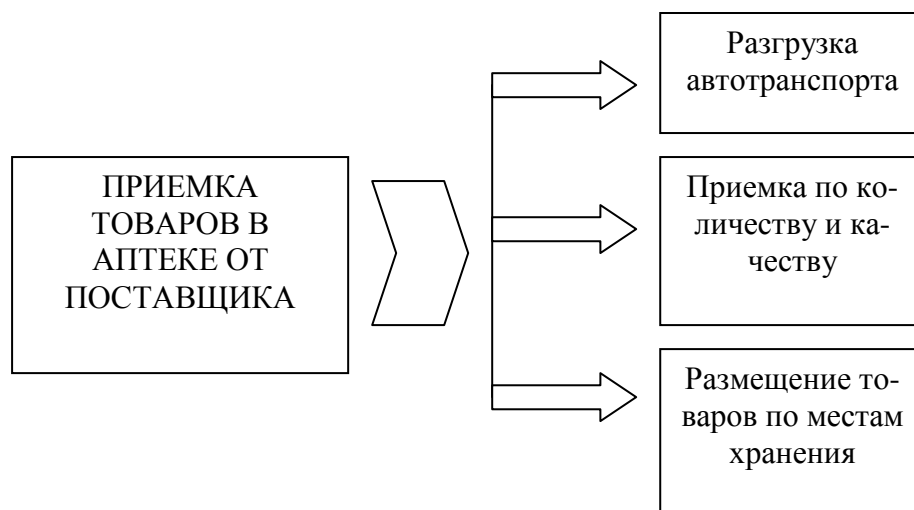 ПРИЕМКА
ТОВАРОВ В
АПТЕКЕ ОТ
ПОСТАВЩИКА
Разгрузка
автотранспорта
Приемка по ко-
личеству и ка-
честву
Размещение то-
варов по местам
хранения